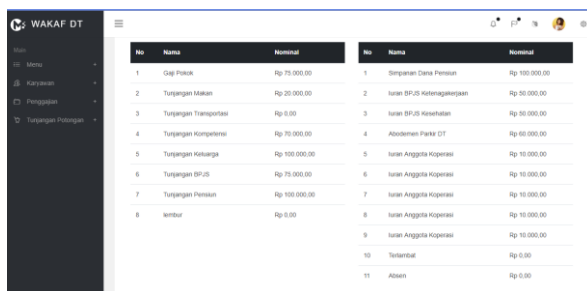 WAKAF DT
Main
Menu
Karyawan
Penggajian
Tunjangan Potongan
No Nama Nominal
1 Gaji Pokok Rp 75.000,00
2 Tunjangan Makan Rp 20.000,00
3 Tunjangan Transportasi Rp 0,00
4 Tunjangan Kompetensi Rp 70.000,00
5 Tunjangan Keluarga Rp 100.000,00
6 Tunjangan BPJS Rp 75.000,00
7 Tunjangan Pensiun Rp 100.000,00
8 lembur Rp 0,00
No Nama Nominal
1 Simpanan Dana Pensiun Rp 100.000,00
2 Iuran BPJS Ketenagakerjaan Rp 50.000,00
3 Iuran BPJS Kesehatan Rp 50.000,00
4 Abodemen Parkir DT Rp 60.000,00
5 Iuran Anggota Koperasi Rp 10.000,00
6 Iuran Anggota Koperasi Rp 10.000,00
7 Iuran Anggota Koperasi Rp 10.000,00
8 Iuran Anggota Koperasi Rp 10.000,00
9 Iuran Anggota Koperasi Rp 10.000,00
10 Terlambat Rp 0,00
11 Absen Rp 0,00